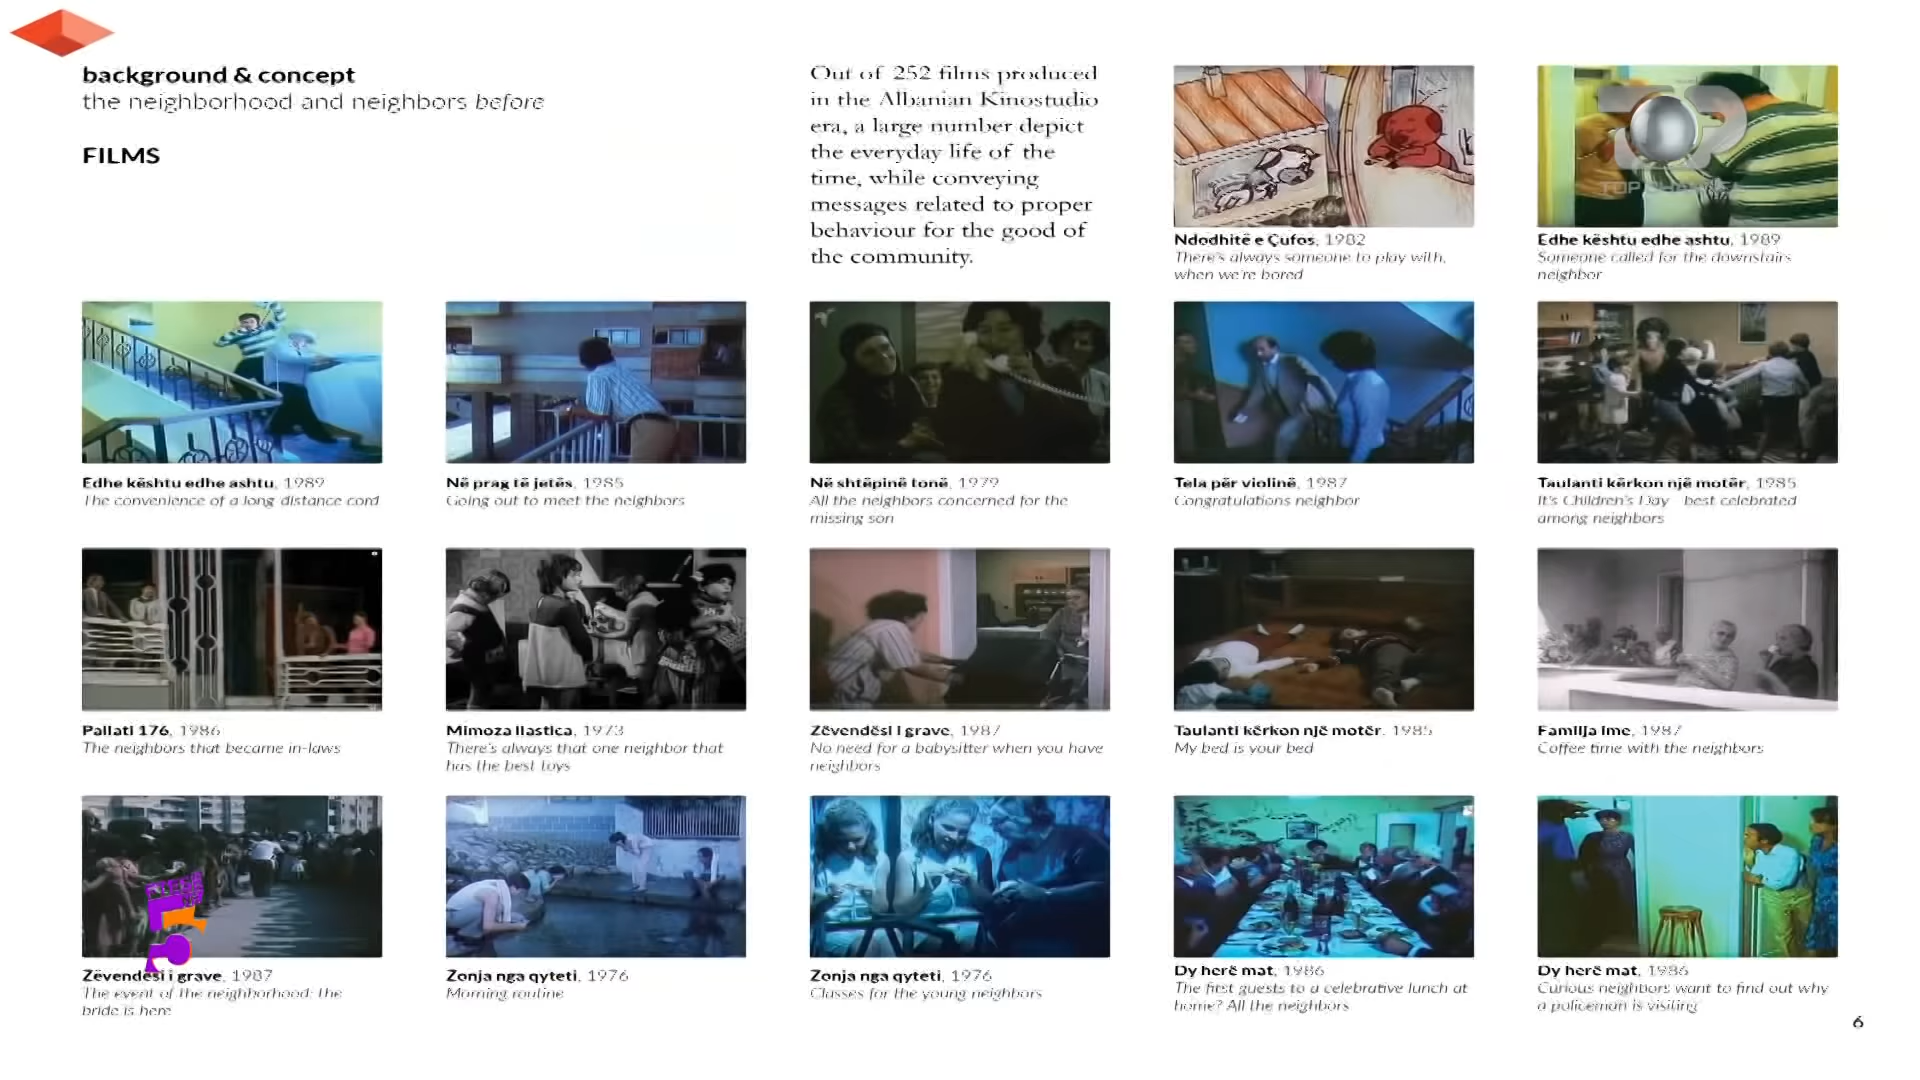 background & concept
the neighborhood and neighbors before
FILMS
Out of 252 films produced
in the Albanian Kinostudio
era, a large number depict
the everyday life of the
time, while conveying
messages related to proper
behaviour for the good of
the community.
Ndodhitë e Çufos, 1982
There's always someone to play with,
when we're bored
TOP CHANNEL
Edhe kështu edhe ashtu, 1989
Someone called for the downstairs
neighbor
Edhe kështu edhe ashtu, 1989
The convenience of a long distance cord
Në prag të jetës, 1985
Going out to meet the neighbors
Në shtëpinë tonë, 1979
All the neighbors concerned for the
missing son
Tela për violinë, 1987
Congratulations neighbor
Taulanti kërkon një motër, 1985
It's Children's Day best celebrated
among neighbors
Pallati 176, 1986
The neighbors that became in-laws
Mimoza llastica, 1973
There's always that one neighbor that
has the best toys
Zëvendësi i grave, 1987
No need for a babysitter when you have
neighbors
Taulanti kërkon një motër, 1985
My bed is your bed
Familja ime, 1987
Coffee time with the neighbors
Zëvendësi i grave, 1987
The event of the neighborhood: the
bride is here
Zonja nga qyteti, 1976
Morning routine
Zonja nga qyteti, 1976
Classes for the young neighbors
Dy herë mat, 1986
The first guests to a celebrative lunch at
home? All the neighbors
Dy herë mat, 1986
Curious neighbors want to find out why
a policeman is visiting
6